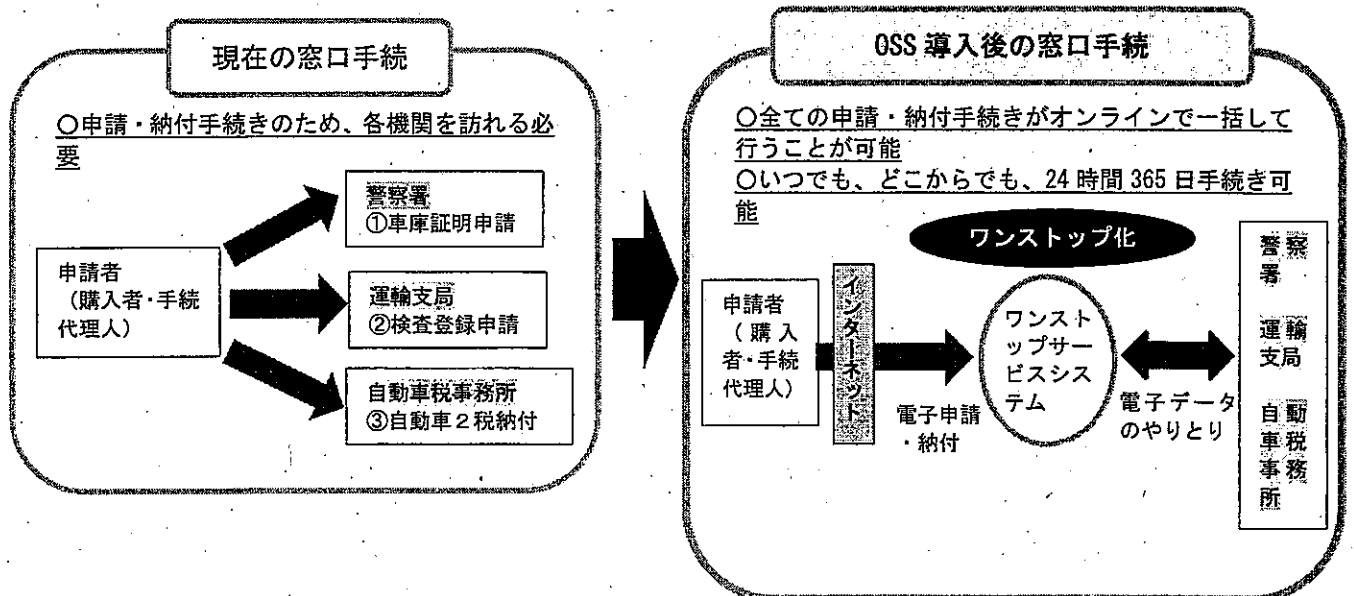 現在の窓口手続
○申請・納付手続きのため、各機関を訪れる必
要
申請者
（購入者・手続
代理人）
警察署
①車庫証明申請
運輸支局
②検査登録申請
自動車税事務所
③自動車２税納付
OSS 導入後の窓口手続
○全ての申請・納付手続きがオンラインで一括して
行うことが可能
○いつでも、どこからでも、24 時間 365 日手続き可
能
ワンストップ化
申請者
（購入
者・手続
代理人）
インターネット
電子申請
・納付
ワンスト
ップサー
ビスシス
テム
電子データ
のやりとり
警察
署
運輸
支局
自動
車税
事務
所